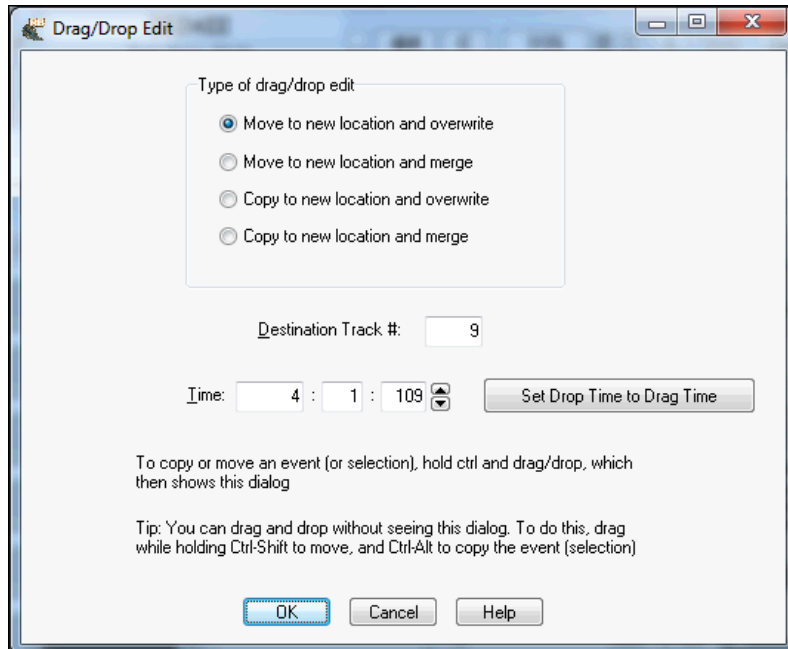 Drag/Drop Edit
Type of drag/drop edit
Move to new location and overwrite
Move to new location and merge
Copy to new location and overwrite
Copy to new location and merge
Destination Track #: 9
Time: 4 : 1 : 109 Set Drop Time to Drag Time
To copy or move an event (or selection), hold ctrl and drag/drop, which
then shows this dialog
Tip: You can drag and drop without seeing this dialog. To do this, drag
while holding Ctrl-Shift to move, and Ctrl-Alt to copy the event (selection)
OK Cancel Help